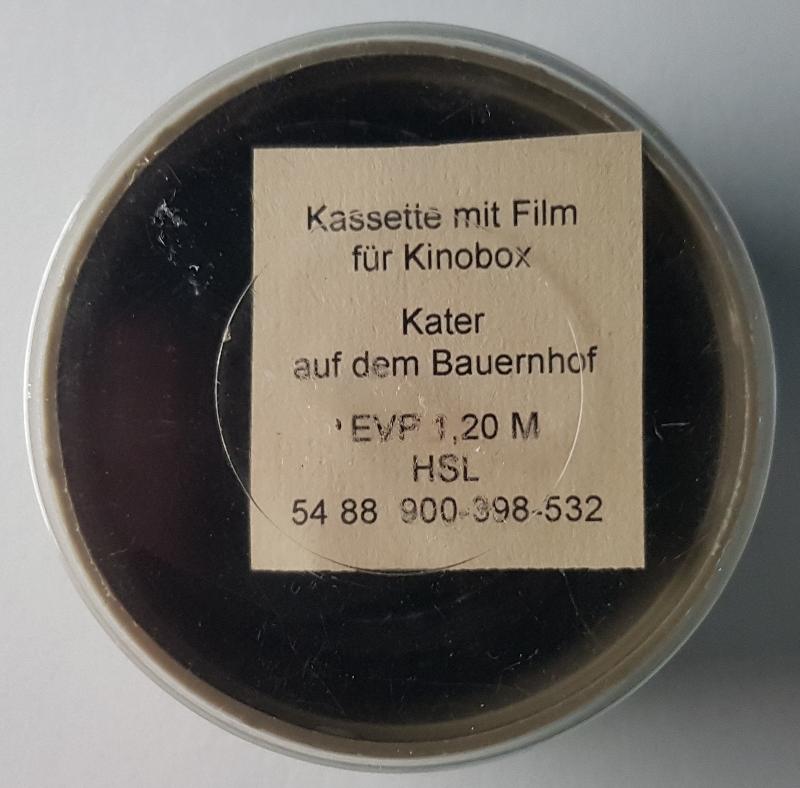 Kassette mit Film
für Kinobox
Kater
auf dem Bauernhof
EVP 1,20 M
HSL
54 88 900-398-532